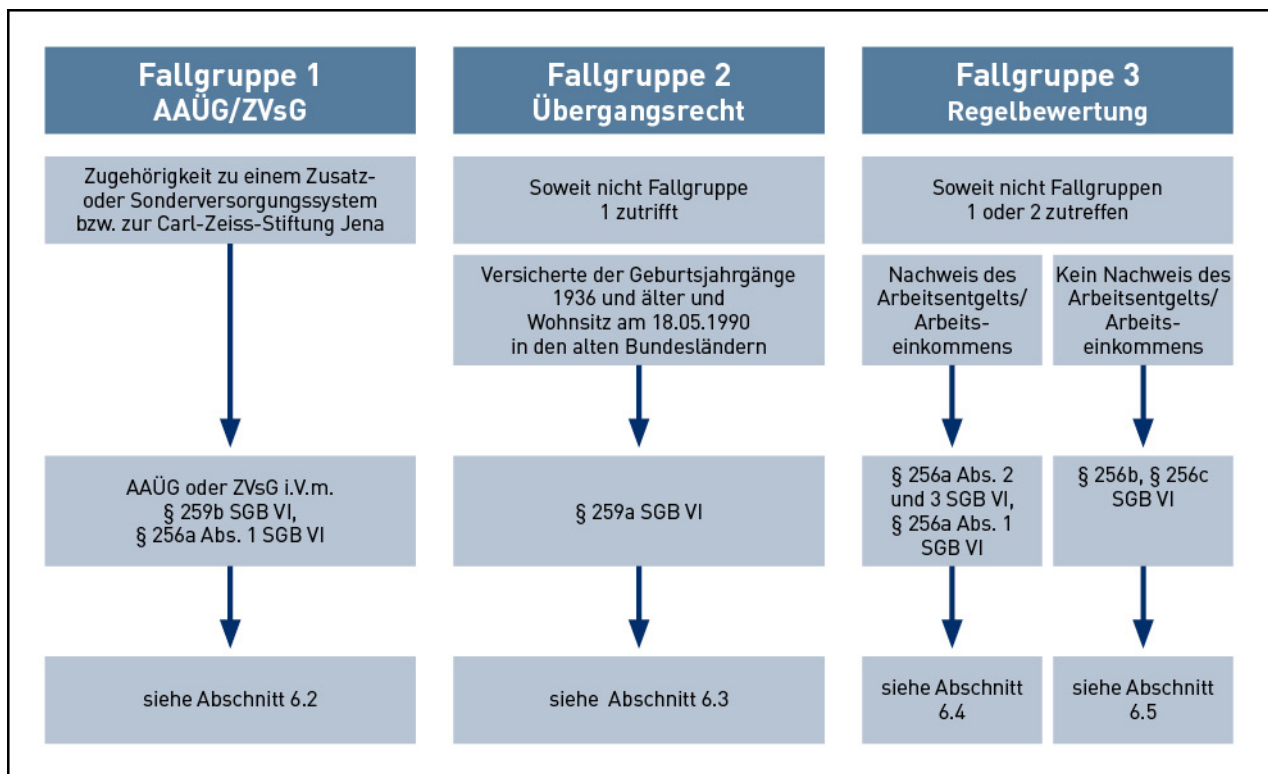 Fallgruppe 1
AAÜG/ZVsG
Zugehörigkeit zu einem Zusatz-
oder Sonderversorgungssystem
bzw. zur Carl-Zeiss-Stiftung Jena
AAÜG oder ZVsG i.V.m.
§ 259b SGB VI,
§ 256a Abs. 1 SGB VI
siehe Abschnitt 6.2
Fallgruppe 2
Übergangsrecht
Soweit nicht Fallgruppe
1 zutrifft
Versicherte der Geburtsjahrgänge
1936 und älter und
Wohnsitz am 18.05.1990
in den alten Bundesländern
§ 259a SGB VI
siehe Abschnitt 6.3
Fallgruppe 3
Regelbewertung
Soweit nicht Fallgruppen
1 oder 2 zutreffen
Nachweis des
Arbeitsentgelts/
Arbeits-
einkommens
§ 256a Abs. 2
und 3 SGB VI,
§ 256a Abs. 1
SGB VI
siehe Abschnitt
6.4
Kein Nachweis des
Arbeitsentgelts/
Arbeits-
einkommens
§ 256b, § 256c
SGB VI
siehe Abschnitt
6.5